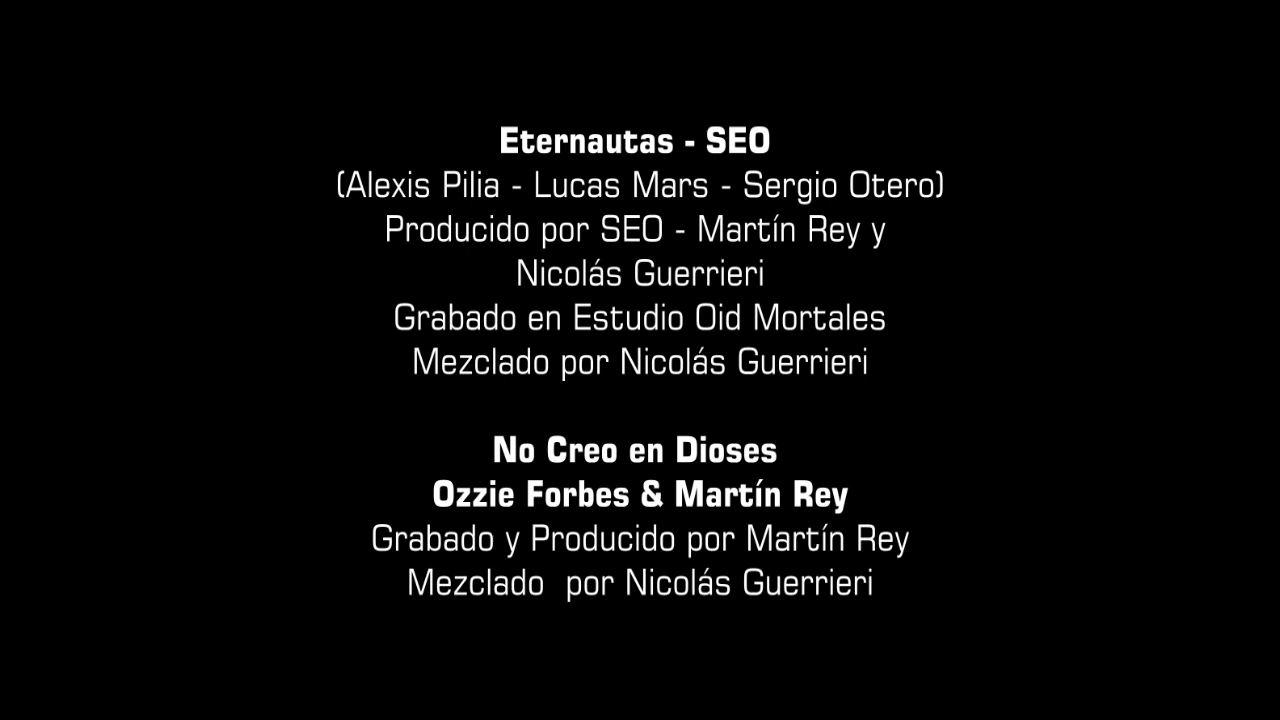 Eternautas - SEO
(Alexis Pilia - Lucas Mars - Sergio Otero)
Producido por SEO - Martín Rey y
Nicolás Guerrieri
Grabado en Estudio Oid Mortales
Mezclado por Nicolás Guerrieri
No Creo en Dioses
Ozzie Forbes & Martín Rey
Grabado y Producido por Martín Rey
Mezclado  por Nicolás Guerrieri